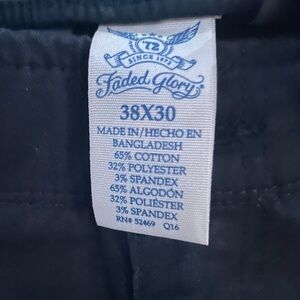 72
SINCE 1972
Faded Glory
38X30
MADE IN/HECHO EN
BANGLADESH
65% COTTON
32% POLYESTER
3% SPANDEX
65% ALGODÓN
32% POLIÉSTER
3% SPANDEX
RN# 52469 Q16